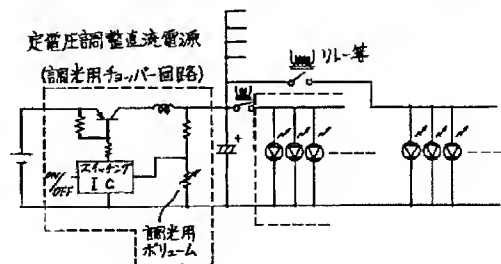 定電圧調整直流電源
(調光用チョッパー回路)
リレー等
スイッチング
IC
ON/OFF
調光用
ボリューム